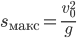 s_макс = v_0^2 / g